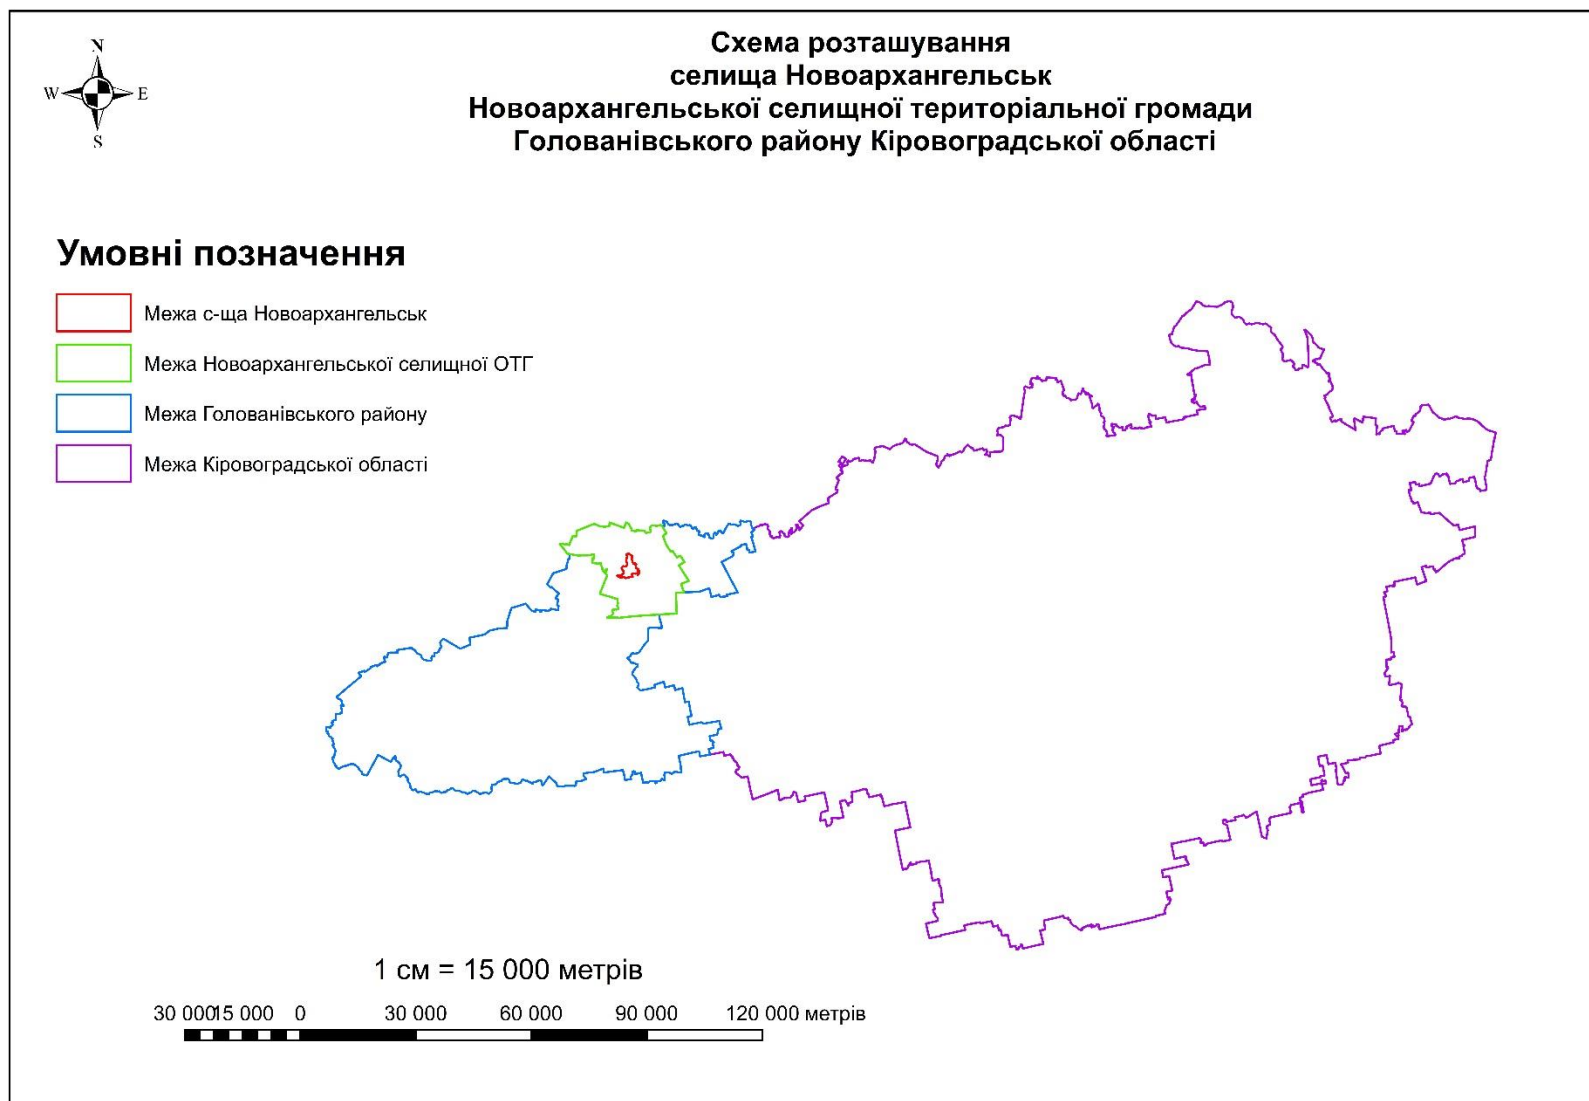 N
W E
S
Схема розташування
селища Новоархангельськ
Новоархангельської селищної територіальної громади
Голованівського району Кіровоградської області
Умовні позначення
Межа с-ща Новоархангельськ
Межа Новоархангельської селищної ОТГ
Межа Голованівського району
Межа Кіровоградської області
1 см = 15 000 метрів
30 000 15 000 0 30 000 60 000 90 000 120 000 метрів